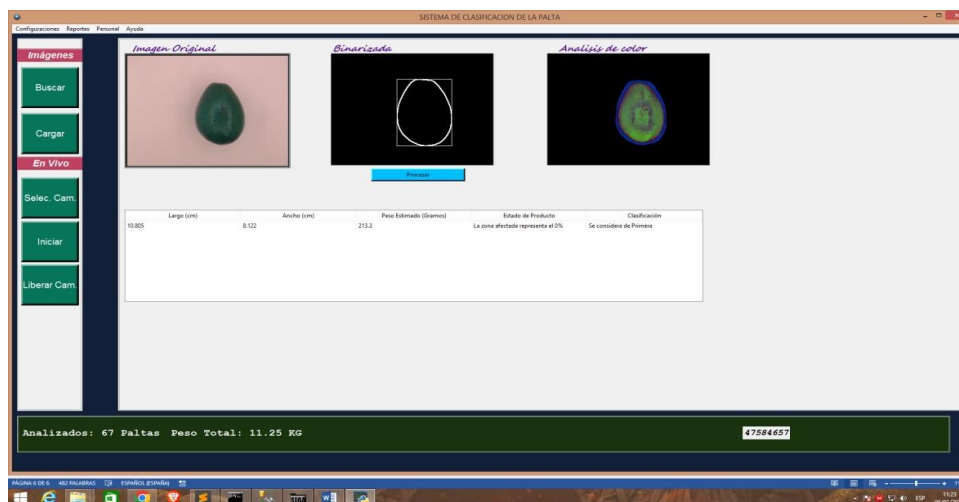 SISTEMA DE CLASIFICACION DE LA PALTA
Configuraciones Reportes Personal Ayuda
Imágenes
Buscar
Cargar
En Vivo
Selec. Cam.
Iniciar
Liberar Cam.
Imagen Original
Binarizada
Analisis de color
Procesar
Largo (cm) Ancho (cm) Peso Estimado (Gramos) Estado de Producto Clasificación
10.805 8.122 213.3 La zona afectada representa el 0% Se considera de Primera
Analizados: 67 Paltas Peso Total: 11.25 KG
47584657
PÁGINA 6 DE 6 462 PALABRAS ESPAÑOL (ESPAÑA)
ESP 11:23